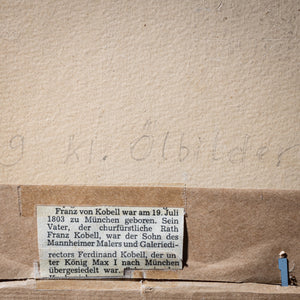 g kl. Ölbilder
Franz von Kobell war am 19. Juli
1803 zu München geboren. Sein
Vater, der churfürstliche Rath
Franz Kobell, war der Sohn des
Mannheimer Malers und Galeriedi-
rectors Ferdinand Kobell, der un-
ter König Max I nach München
übergesiedelt war.